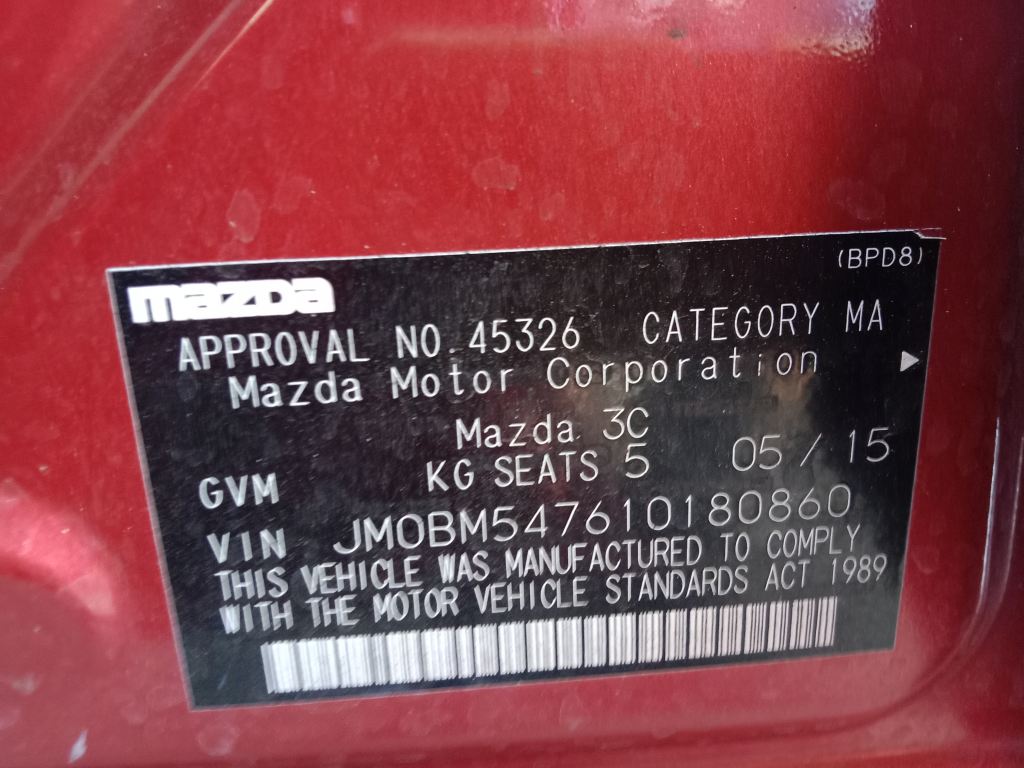 (BPD8)
mazda
APPROVAL NO. 45326 CATEGORY MA
Mazda Motor Corporation
Mazda 3C
GVM KG SEATS 5 05 / 15
VIN JM0BM547610180860
THIS VEHICLE WAS MANUFACTURED TO COMPLY
WITH THE MOTOR VEHICLE STANDARDS ACT 1989